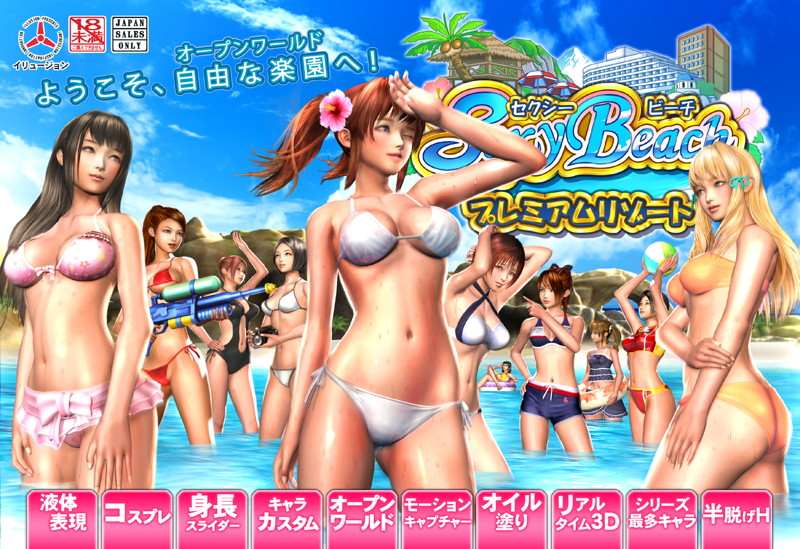 イリュージョン
18
未満
JAPAN
SALES
ONLY
オープンワールド
ようこそ、自由な楽園へ!
セクシー ビーチ
Sexy Beach
プレミアムリゾート
液体
表現
コスプレ
身長
スライダー
キャラ
カスタム
オープン
ワールド
モーション
キャプチャー
オイル
塗り
リアル
タイム3D
シリーズ
最多キャラ
半脱げH